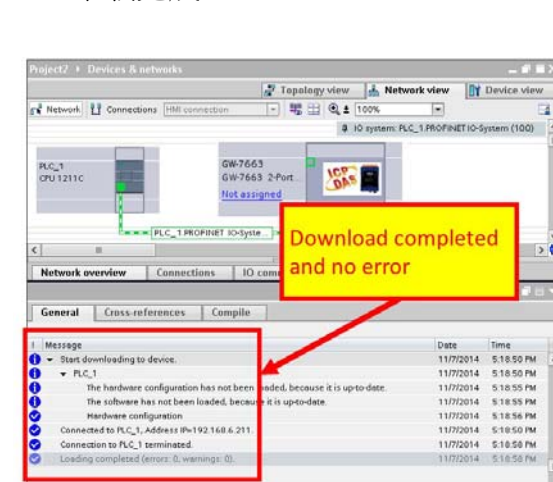 Project2 ▸ Devices & networks
Topology view
Network view
Device view
Network
Connections
HMI connection
100%
IO system: PLC_1.PROFINET IO-System (100)
PLC_1
CPU 1211C
GW-7663
GW-7663 2-Port...
Not assigned
ICP
DAS
PLC_1.PROFINET IO-Syste...
Download completed
and no error
Network overview
Connections
IO com
General
Cross-references
Compile
! Message Date Time
Start downloading to device. 11/7/2014 5:18:50 PM
PLC_1 11/7/2014 5:18:50 PM
The hardware configuration has not been loaded, because it is up-to-date. 11/7/2014 5:18:55 PM
The software has not been loaded, because it is up-to-date. 11/7/2014 5:18:55 PM
Hardware configuration 11/7/2014 5:18:56 PM
Connected to PLC_1, Address IP=192.168.6.211. 11/7/2014 5:18:50 PM
Connection to PLC_1 terminated. 11/7/2014 5:18:58 PM
Loading completed (errors: 0, warnings: 0). 11/7/2014 5:18:58 PM